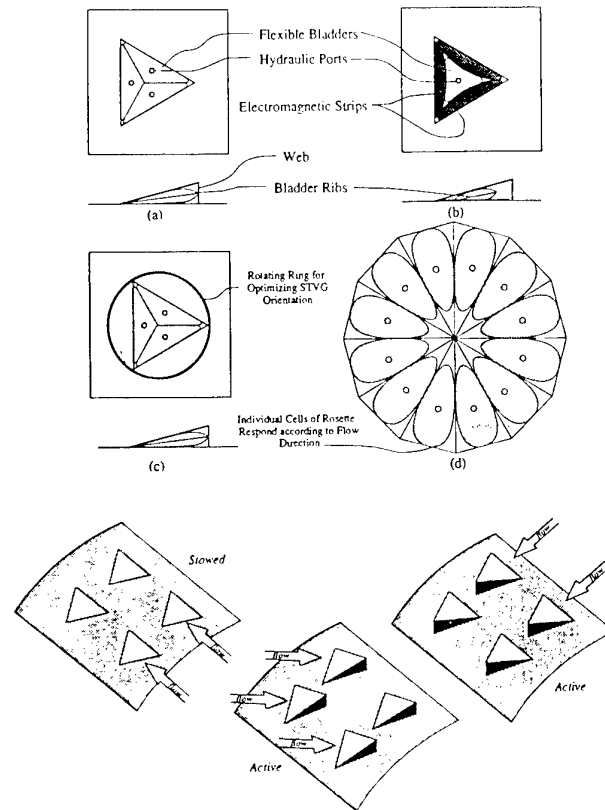 Flexible Bladders
Hydraulic Ports
Electromagnetic Strips
Web
Bladder Ribs
(a)
(b)
Rotating Ring for
Optimizing STVG
Orientation
Individual Cells of Rosette
Respond according to Flow
Direction
(c)
(d)
Stowed
flow
flow
flow
flow
Active
flow
flow
flow
Active